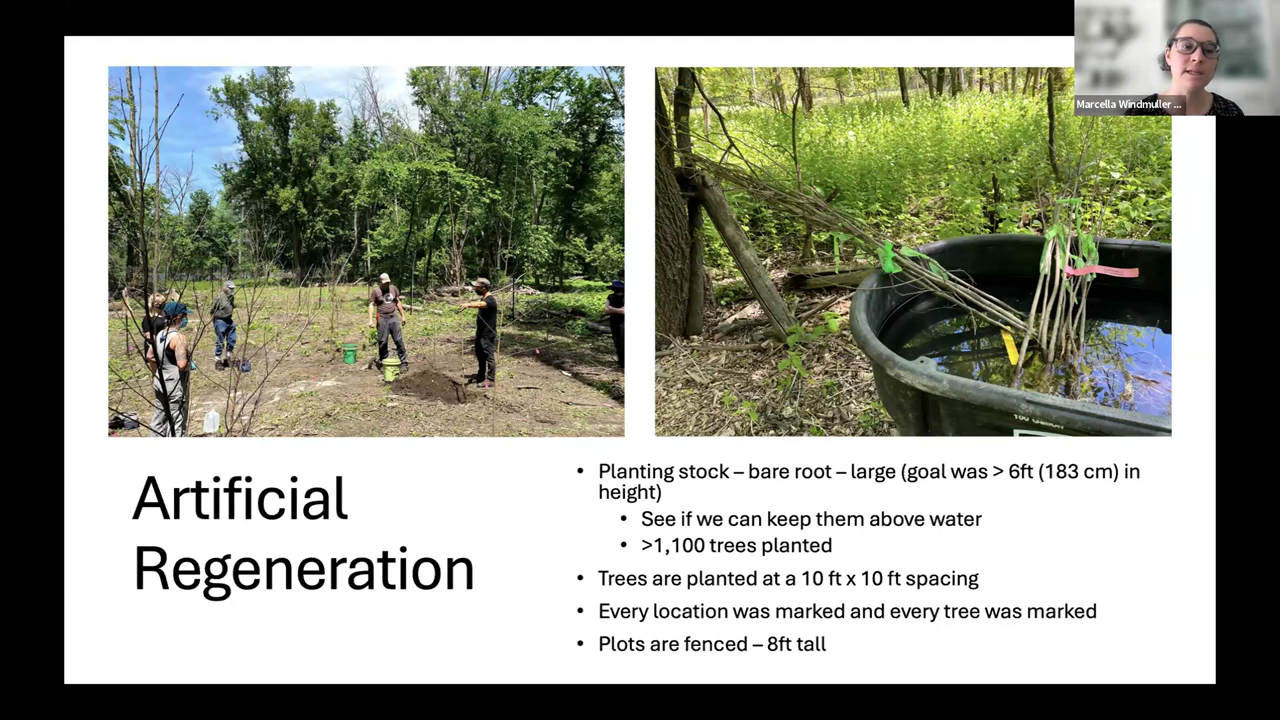 Marcella Windmuller ...
Artificial
Regeneration
• Planting stock – bare root – large (goal was > 6ft (183 cm) in
height)
• See if we can keep them above water
• >1,100 trees planted
• Trees are planted at a 10 ft x 10 ft spacing
• Every location was marked and every tree was marked
• Plots are fenced – 8ft tall